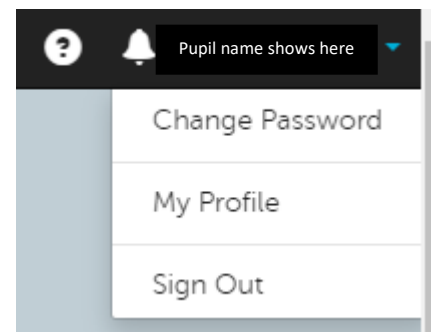 ?
Pupil name shows here
Change Password
My Profile
Sign Out